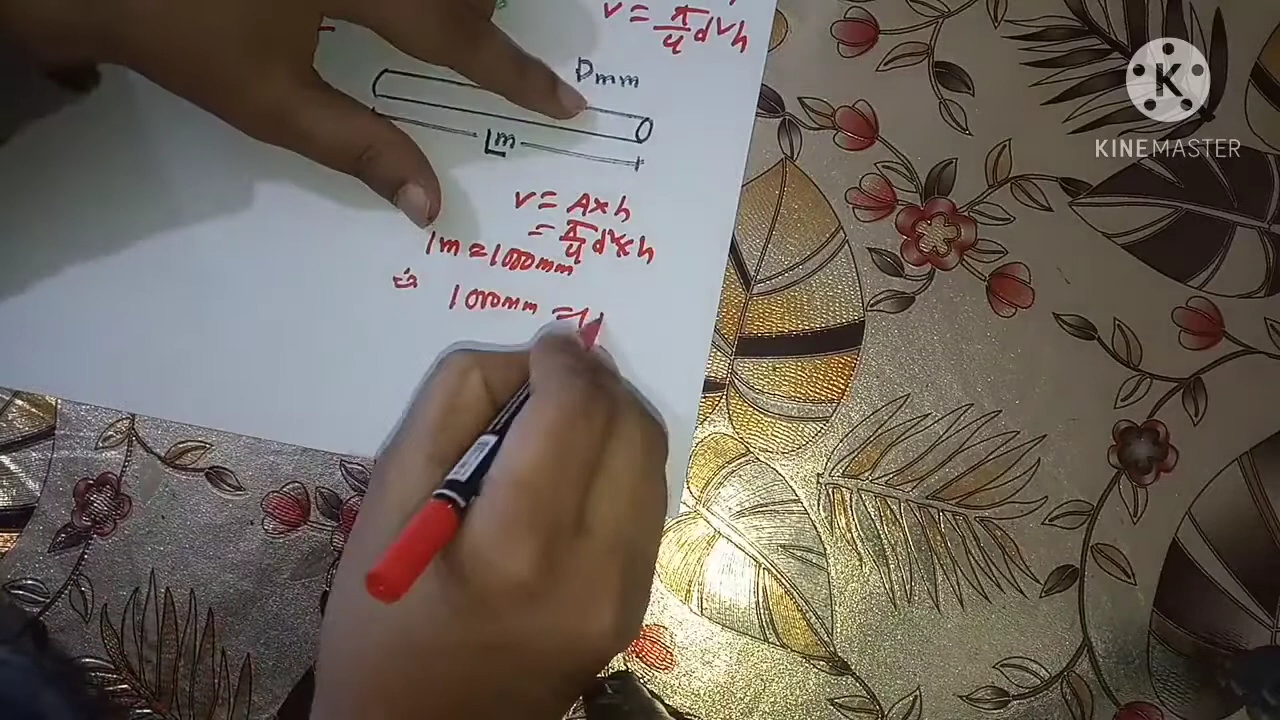 V = π/4 d²h
Dmm
Lm
V = A×h
= π/4 d²× h
1m = 1000mm
∴ 1000mm = 1
K
KINEMASTER